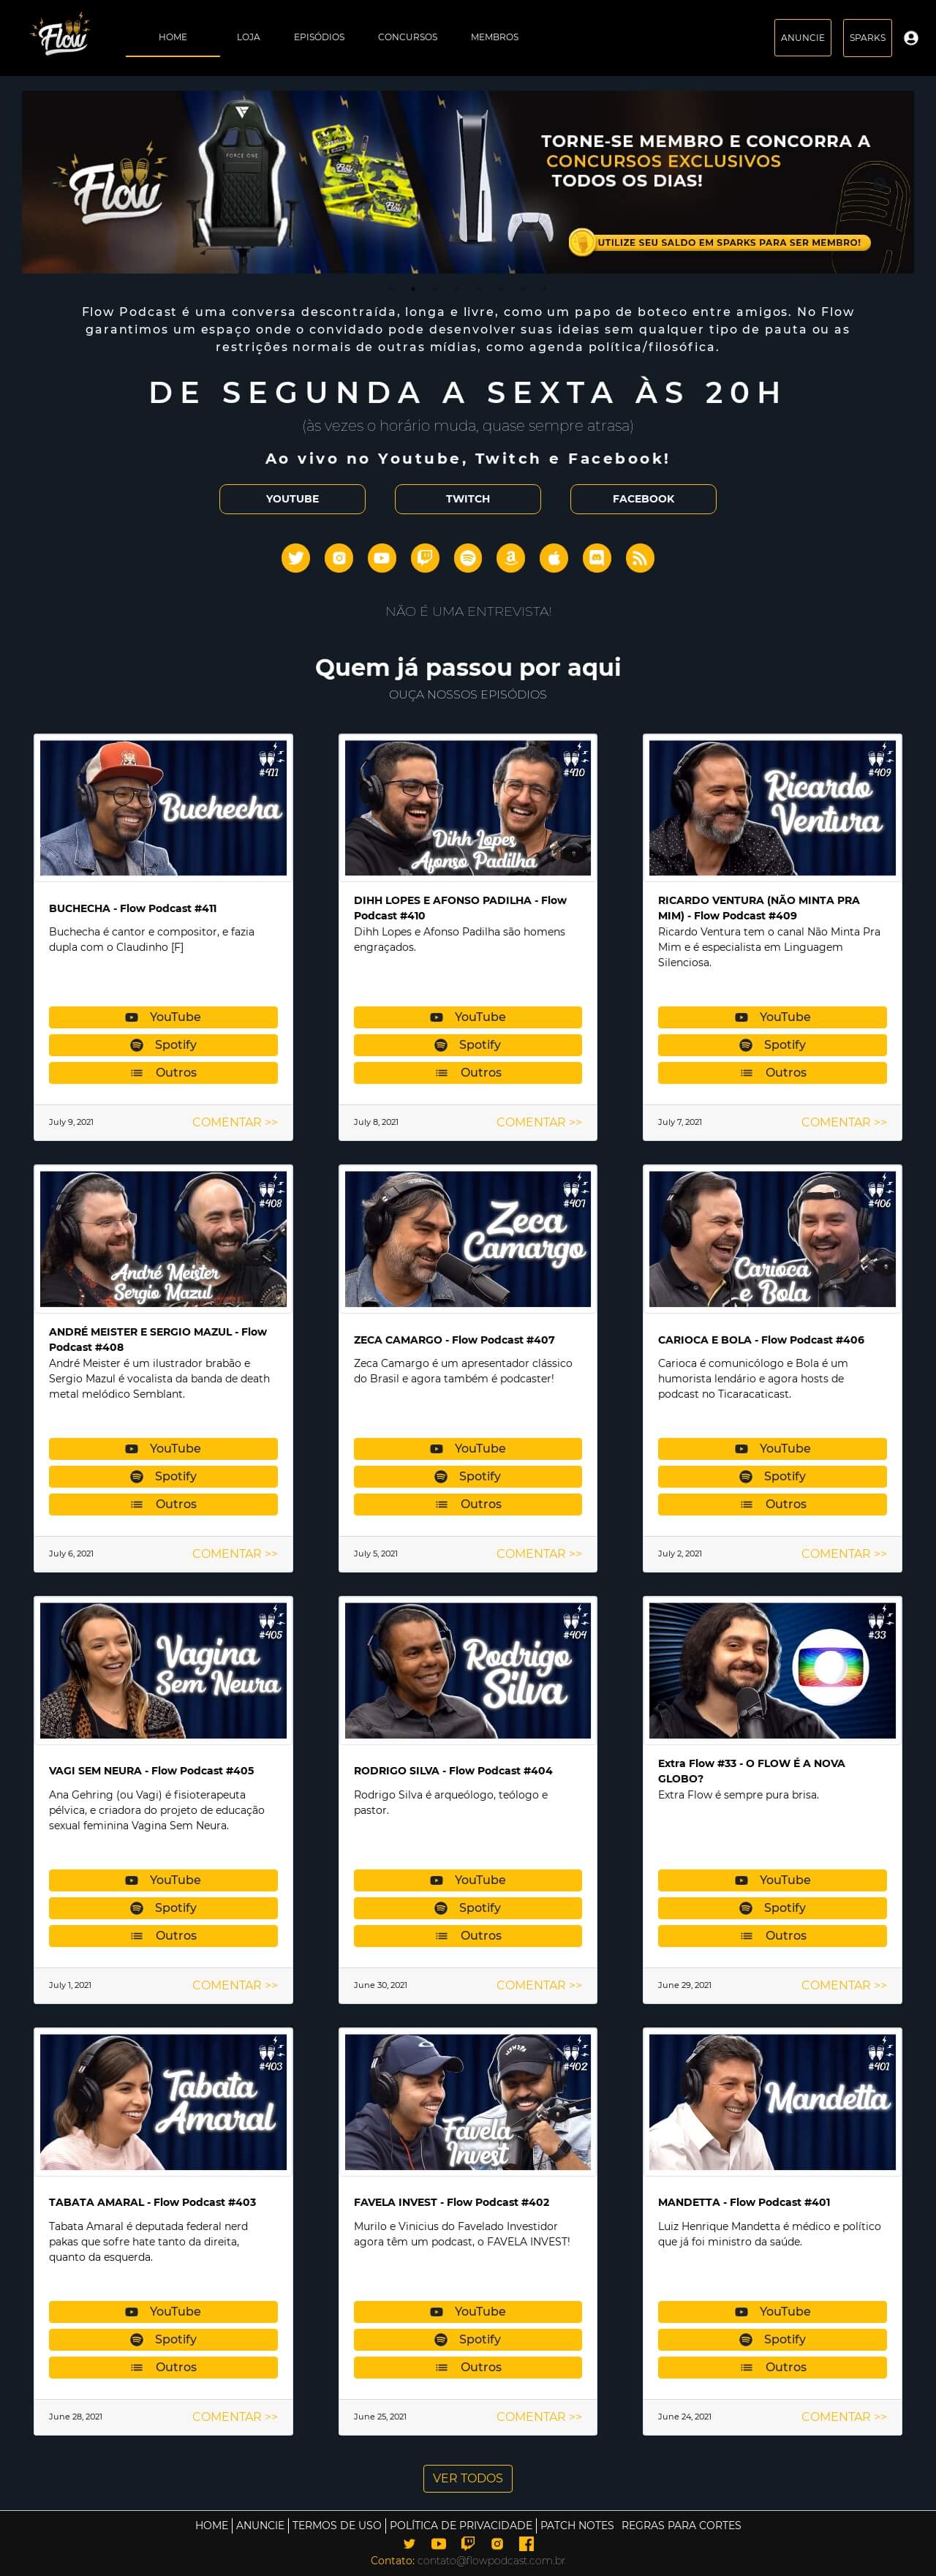 Flow
HOME
LOJA
EPISÓDIOS
CONCURSOS
MEMBROS
ANUNCIE
SPARKS
Flow
FORCE ONE
TORNE-SE MEMBRO E CONCORRA A
CONCURSOS EXCLUSIVOS
TODOS OS DIAS!
UTILIZE SEU SALDO EM SPARKS PARA SER MEMBRO!
Flow Podcast é uma conversa descontraída, longa e livre, como um papo de boteco entre amigos. No Flow
garantimos um espaço onde o convidado pode desenvolver suas ideias sem qualquer tipo de pauta ou as
restrições normais de outras mídias, como agenda política/filosófica.
DE SEGUNDA A SEXTA ÀS 20H
(às vezes o horário muda, quase sempre atrasa)
Ao vivo no Youtube, Twitch e Facebook!
YOUTUBE
TWITCH
FACEBOOK
NÃO É UMA ENTREVISTA!
Quem já passou por aqui
OUÇA NOSSOS EPISÓDIOS
#411
Buchecha
BUCHECHA - Flow Podcast #411
Buchecha é cantor e compositor, e fazia
dupla com o Claudinho [F]
YouTube
Spotify
Outros
July 9, 2021
COMENTAR >>
#410
Dihh Lopes
Afonso Padilha
DIHH LOPES E AFONSO PADILHA - Flow
Podcast #410
Dihh Lopes e Afonso Padilha são homens
engraçados.
YouTube
Spotify
Outros
July 8, 2021
COMENTAR >>
#409
Ricardo
Ventura
RICARDO VENTURA (NÃO MINTA PRA
MIM) - Flow Podcast #409
Ricardo Ventura tem o canal Não Minta Pra
Mim e é especialista em Linguagem
Silenciosa.
YouTube
Spotify
Outros
July 7, 2021
COMENTAR >>
#408
André Meister
Sergio Mazul
ANDRÉ MEISTER E SERGIO MAZUL - Flow
Podcast #408
André Meister é um ilustrador brabão e
Sergio Mazul é vocalista da banda de death
metal melódico Semblant.
YouTube
Spotify
Outros
July 6, 2021
COMENTAR >>
#407
Zeca
Camargo
ZECA CAMARGO - Flow Podcast #407
Zeca Camargo é um apresentador clássico
do Brasil e agora também é podcaster!
YouTube
Spotify
Outros
July 5, 2021
COMENTAR >>
#406
Carioca
e Bola
CARIOCA E BOLA - Flow Podcast #406
Carioca é comunicólogo e Bola é um
humorista lendário e agora hosts de
podcast no Ticaracaticast.
YouTube
Spotify
Outros
July 2, 2021
COMENTAR >>
#405
Vagina
Sem Neura
VAGI SEM NEURA - Flow Podcast #405
Ana Gehring (ou Vagi) é fisioterapeuta
pélvica, e criadora do projeto de educação
sexual feminina Vagina Sem Neura.
YouTube
Spotify
Outros
July 1, 2021
COMENTAR >>
#404
Rodrigo
Silva
RODRIGO SILVA - Flow Podcast #404
Rodrigo Silva é arqueólogo, teólogo e
pastor.
YouTube
Spotify
Outros
June 30, 2021
COMENTAR >>
#33
Extra Flow #33 - O FLOW É A NOVA
GLOBO?
Extra Flow é sempre pura brisa.
YouTube
Spotify
Outros
June 29, 2021
COMENTAR >>
#403
Tabata
Amaral
TABATA AMARAL - Flow Podcast #403
Tabata Amaral é deputada federal nerd
pakas que sofre hate tanto da direita,
quanto da esquerda.
YouTube
Spotify
Outros
June 28, 2021
COMENTAR >>
#402
Favela
Invest
FAVELA INVEST - Flow Podcast #402
Murilo e Vinicius do Favelado Investidor
agora têm um podcast, o FAVELA INVEST!
YouTube
Spotify
Outros
June 25, 2021
COMENTAR >>
#401
Mandetta
MANDETTA - Flow Podcast #401
Luiz Henrique Mandetta é médico e político
que já foi ministro da saúde.
YouTube
Spotify
Outros
June 24, 2021
COMENTAR >>
VER TODOS
HOME | ANUNCIE | TERMOS DE USO | POLÍTICA DE PRIVACIDADE | PATCH NOTES REGRAS PARA CORTES
Contato: contato@flowpodcast.com.br